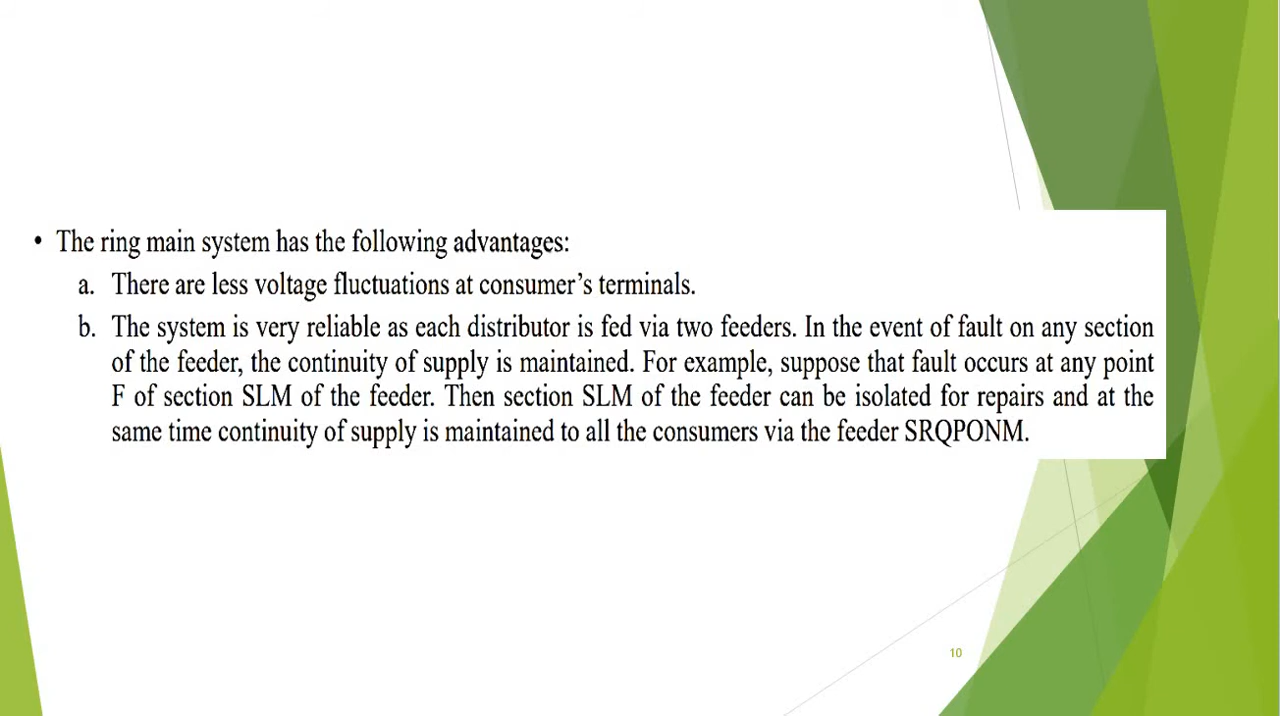 • The ring main system has the following advantages:
a. There are less voltage fluctuations at consumer’s terminals.
b. The system is very reliable as each distributor is fed via two feeders. In the event of fault on any section
of the feeder, the continuity of supply is maintained. For example, suppose that fault occurs at any point
F of section SLM of the feeder. Then section SLM of the feeder can be isolated for repairs and at the
same time continuity of supply is maintained to all the consumers via the feeder SRQPONM.
10